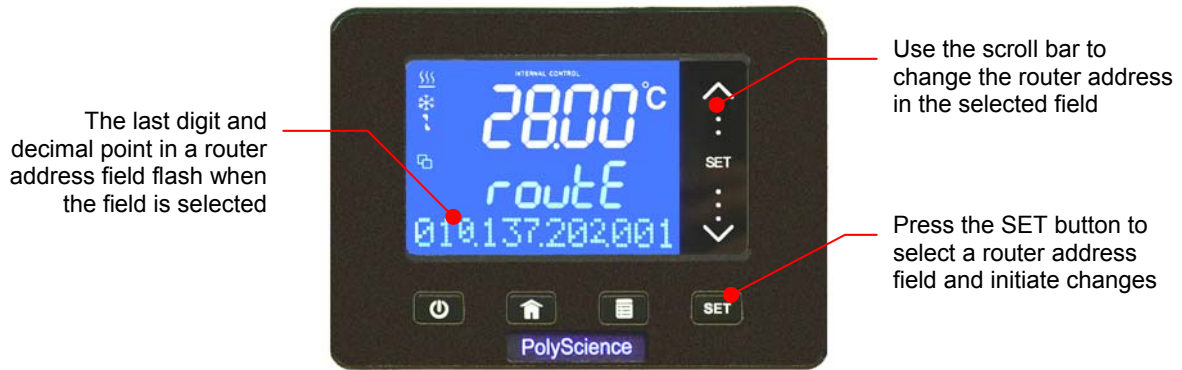 The last digit and
decimal point in a router
address field flash when
the field is selected
INTERNAL CONTROL
28.00°C
routE
010.137.202.001
SET
SET
PolyScience
Use the scroll bar to
change the router address
in the selected field
Press the SET button to
select a router address
field and initiate changes